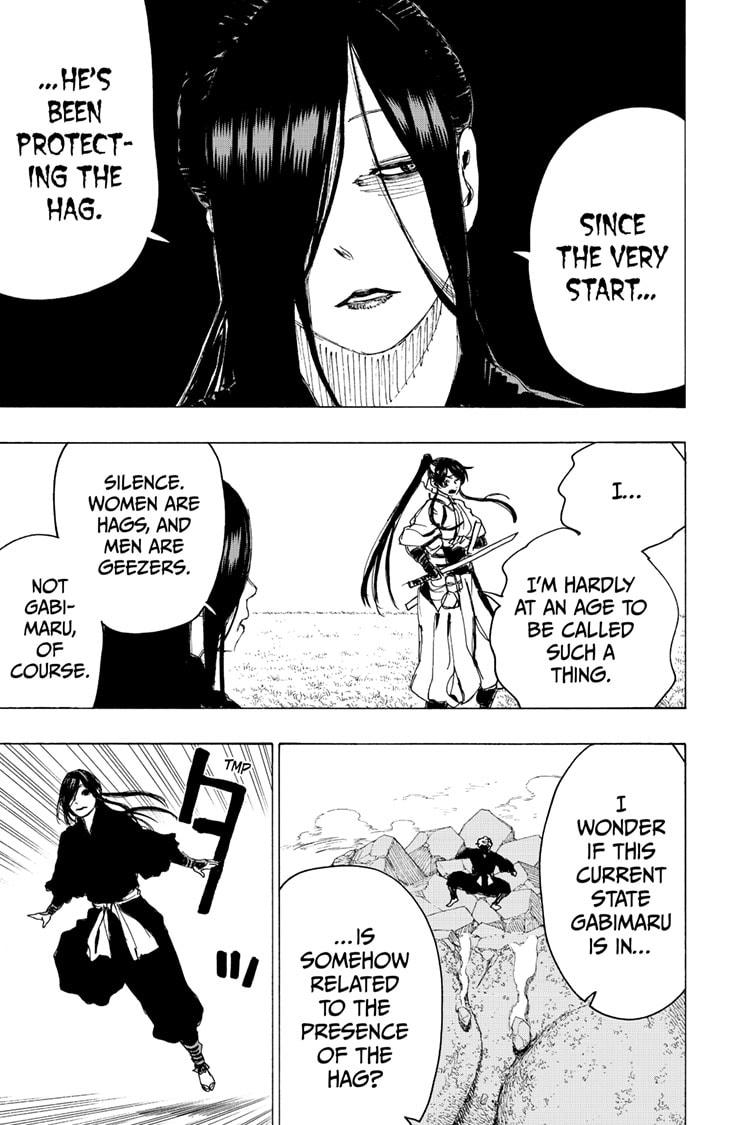 SINCE
THE VERY
START...
...HE'S
BEEN
PROTECT-
ING THE
HAG.
I...
I'M HARDLY
AT AN AGE TO
BE CALLED
SUCH A
THING.
SILENCE.
WOMEN ARE
HAGS, AND
MEN ARE
GEEZERS.
NOT
GABI-
MARU,
OF
COURSE.
I
WONDER
IF THIS
CURRENT
STATE
GABIMARU
IS IN...
...IS
SOMEHOW
RELATED
TO THE
PRESENCE
OF THE
HAG?
TMP
タッ